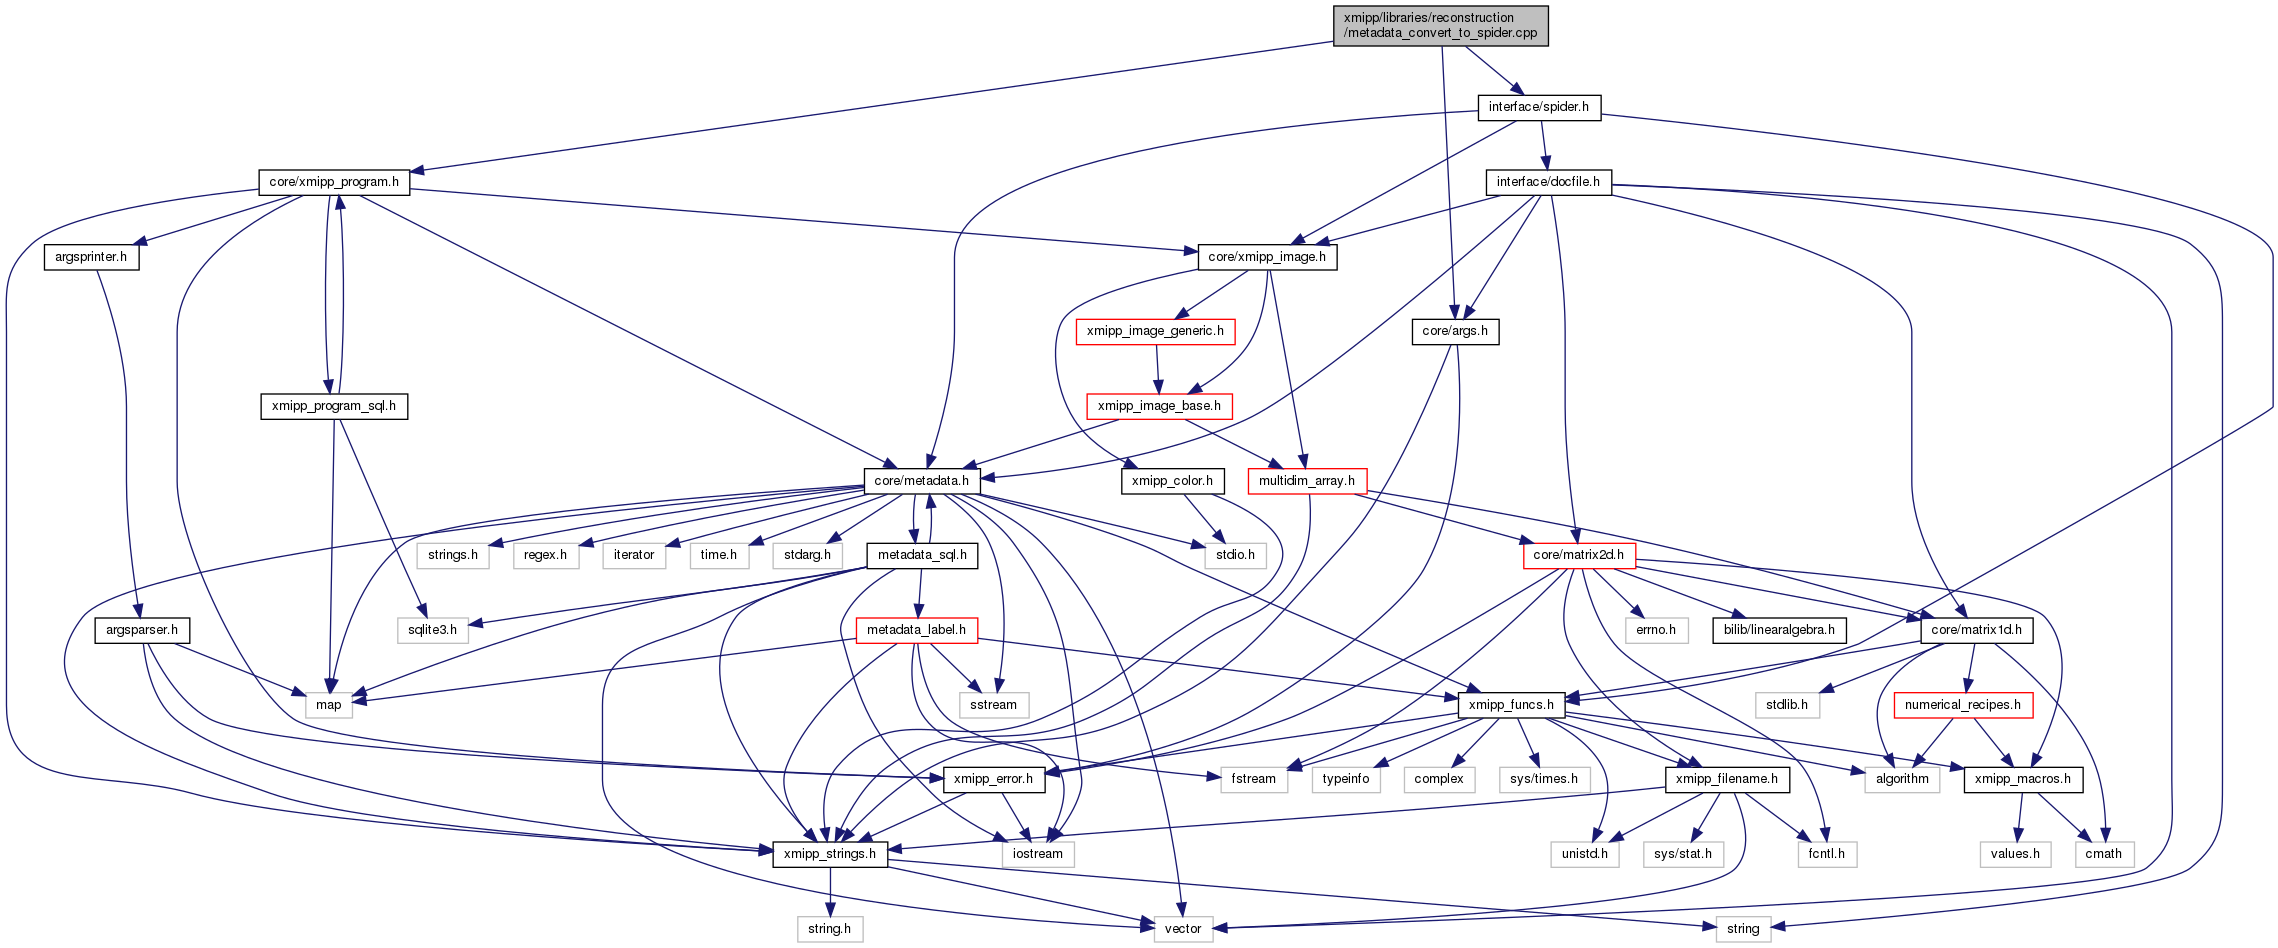 xmipp/libraries/reconstruction
/metadata_convert_to_spider.cpp
interface/spider.h
core/xmipp_program.h
interface/docfile.h
argsprinter.h
core/xmipp_image.h
xmipp_image_generic.h
core/args.h
xmipp_program_sql.h
xmipp_image_base.h
core/metadata.h
xmipp_color.h
multidim_array.h
strings.h
regex.h
iterator
time.h
stdarg.h
metadata_sql.h
stdio.h
core/matrix2d.h
argsparser.h
sqlite3.h
metadata_label.h
errno.h
bilib/linearalgebra.h
core/matrix1d.h
map
sstream
xmipp_funcs.h
stdlib.h
numerical_recipes.h
xmipp_error.h
fstream
typeinfo
complex
sys/times.h
xmipp_filename.h
algorithm
xmipp_macros.h
xmipp_strings.h
iostream
unistd.h
sys/stat.h
fcntl.h
values.h
cmath
string.h
vector
string